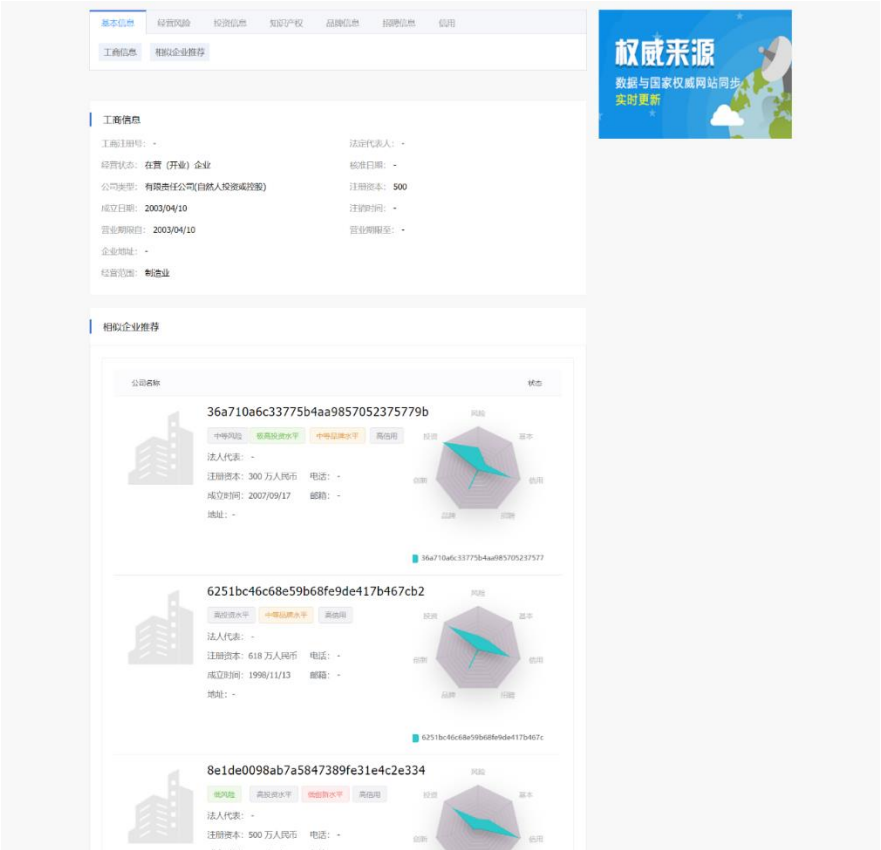 基本信息 经营风险 投资信息 知识产权 品牌信息 招聘信息 信用
工商信息 相似企业推荐
权威来源
数据与国家权威网站同步
实时更新
工商信息
工商注册号： - 法定代表人： -
经营状态： 在营（开业）企业 核准日期： -
公司类型： 有限责任公司(自然人投资或控股) 注册资本： 500
成立日期： 2003/04/10 注销时间： -
营业期限自： 2003/04/10 营业期限至： -
企业地址： -
经营范围： 制造业
相似企业推荐
公司名称 状态
36a710a6c33775b4aa9857052375779b
中等风险 极高投资水平 中等品牌水平 高信用
法人代表： -
注册资本：300 万人民币 电话： -
成立时间：2007/09/17 邮箱： -
地址：-
风险
投资 基本
创新 信用
品牌 招聘
36a710a6c33775b4aa985705237577
6251bc46c68e59b68fe9de417b467cb2
高投资水平 中等品牌水平 高信用
法人代表： -
注册资本：618 万人民币 电话： -
成立时间：1998/11/13 邮箱： -
地址：-
风险
投资 基本
创新 信用
品牌 招聘
6251bc46c68e59b68fe9de417b467c
8e1de0098ab7a5847389fe31e4c2e334
低风险 高投资水平 低创新水平 高信用
法人代表： -
注册资本：500 万人民币 电话： -
风险
投资 基本
创新 信用